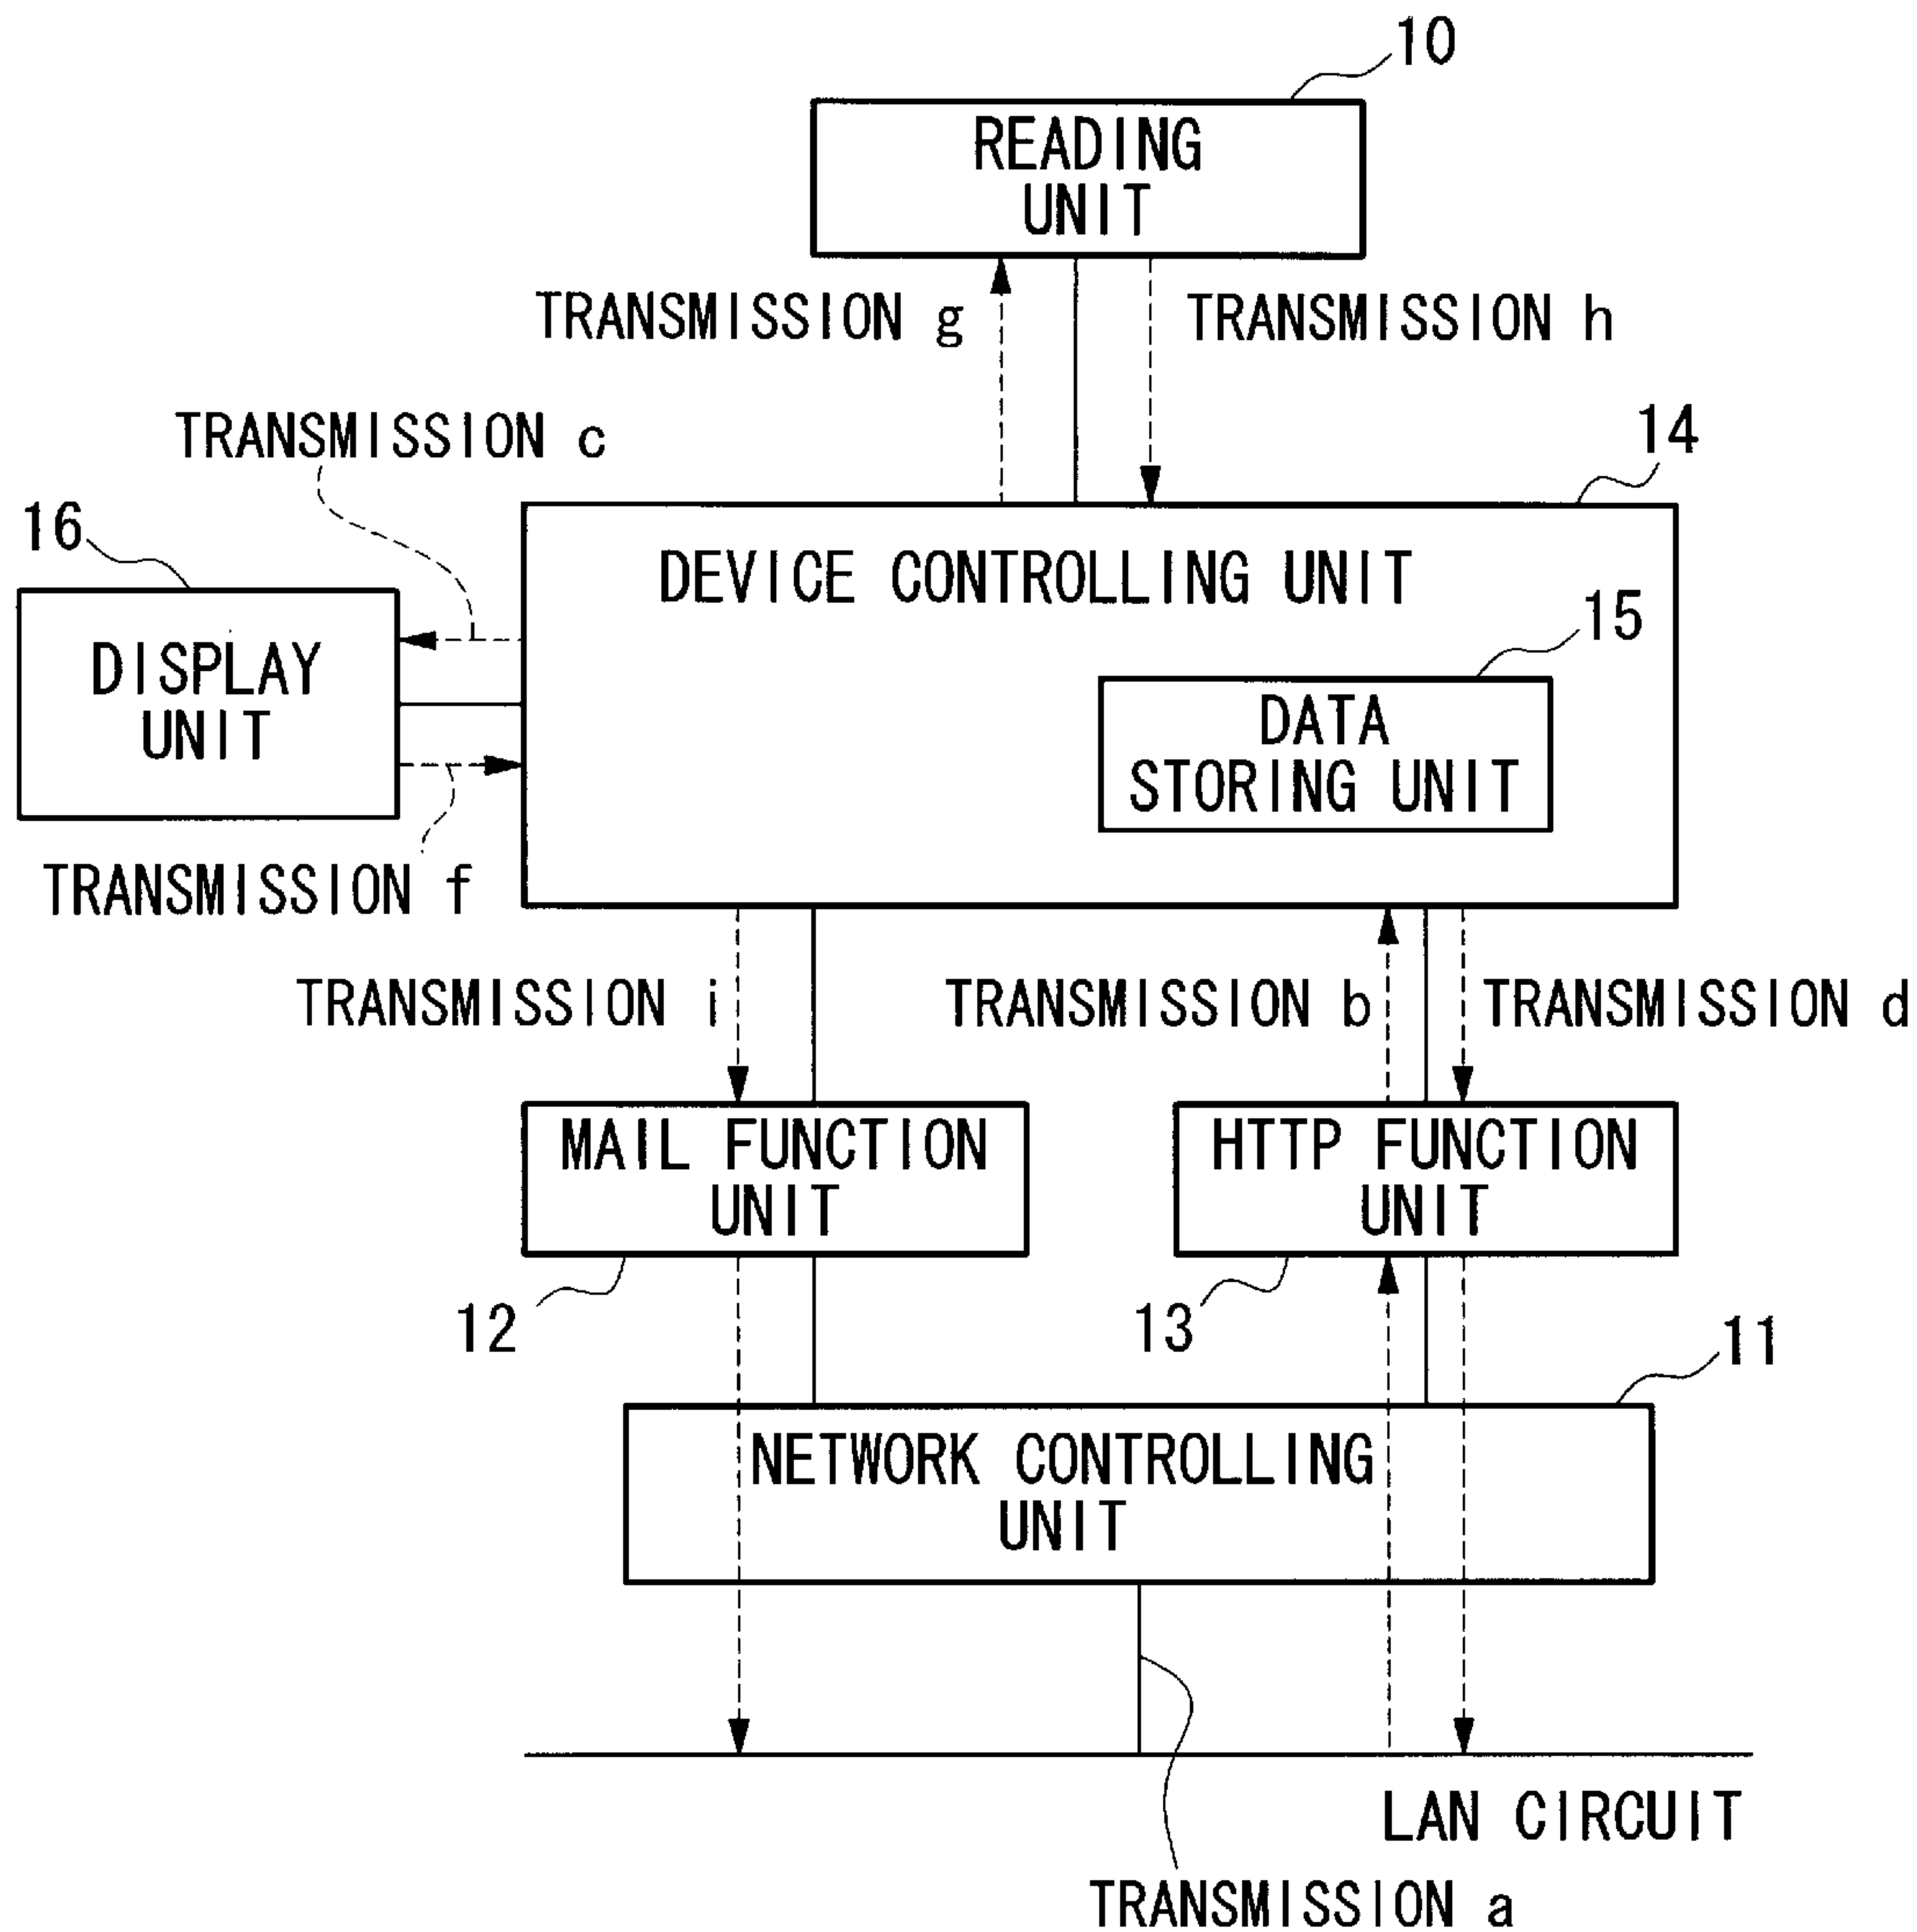 10
READING
UNIT
TRANSMISSION g
TRANSMISSION h
TRANSMISSION c
14
16
DEVICE CONTROLLING UNIT
15
DISPLAY
UNIT
DATA
STORING UNIT
TRANSMISSION f
TRANSMISSION i
TRANSMISSION b
TRANSMISSION d
MAIL FUNCTION
UNIT
HTTP FUNCTION
UNIT
12
13
11
NETWORK CONTROLLING
UNIT
LAN CIRCUIT
TRANSMISSION a